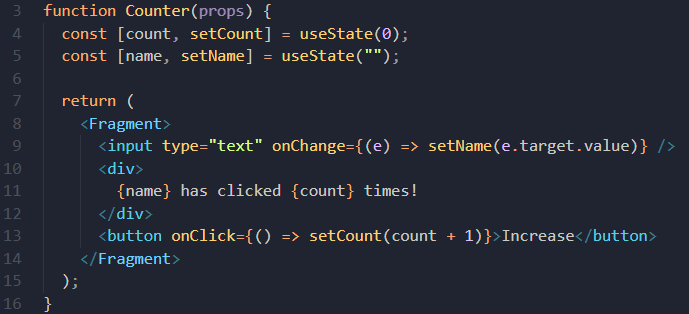 3 function Counter(props) {
4   const [count, setCount] = useState(0);
5   const [name, setName] = useState("");
6
7   return (
8     <Fragment>
9       <input type="text" onChange={(e) => setName(e.target.value)} />
10       <div>
11         {name} has clicked {count} times!
12       </div>
13       <button onClick={() => setCount(count + 1)}>Increase</button>
14     </Fragment>
15   );
16 }